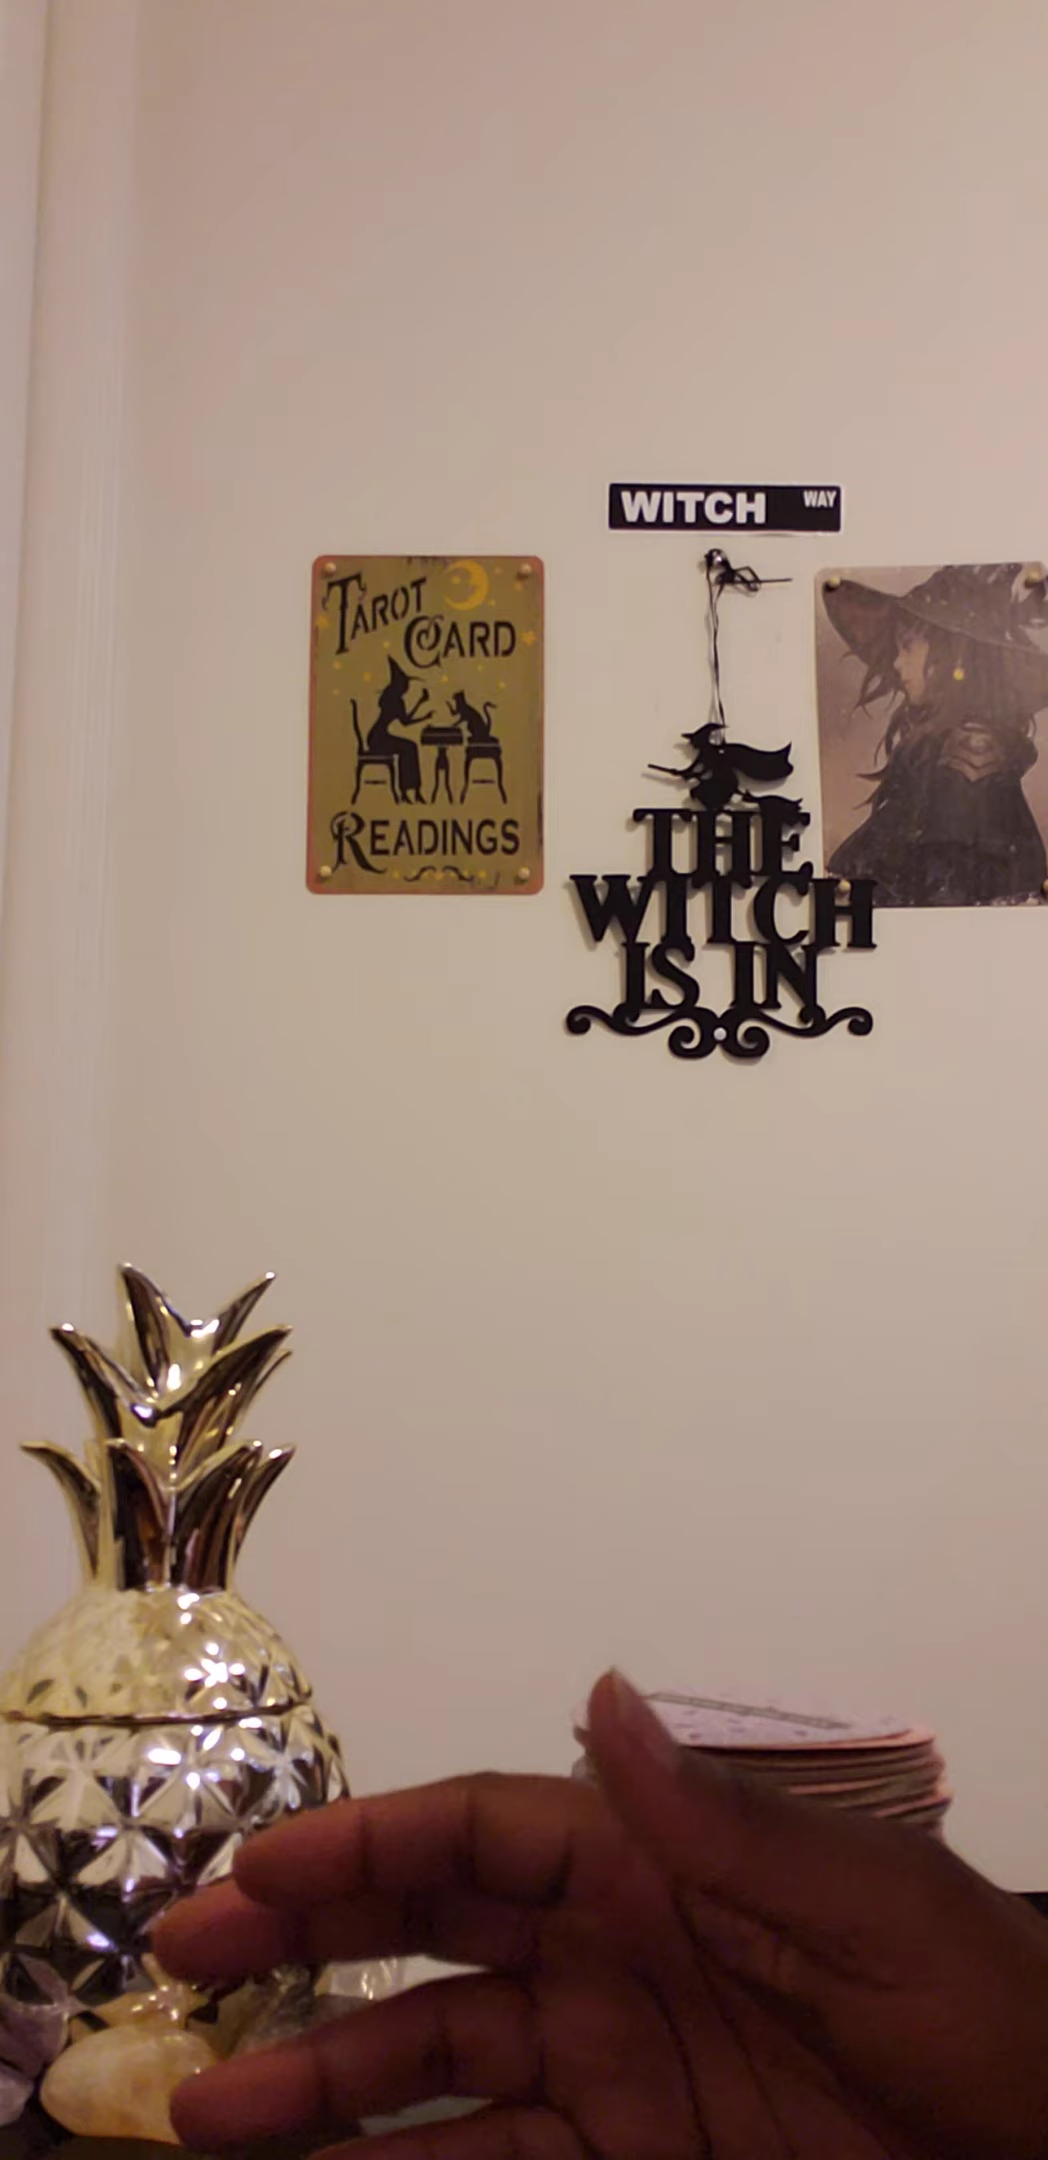 WITCH WAY
TAROT
CARD
READINGS
THE
WITCH
IS IN